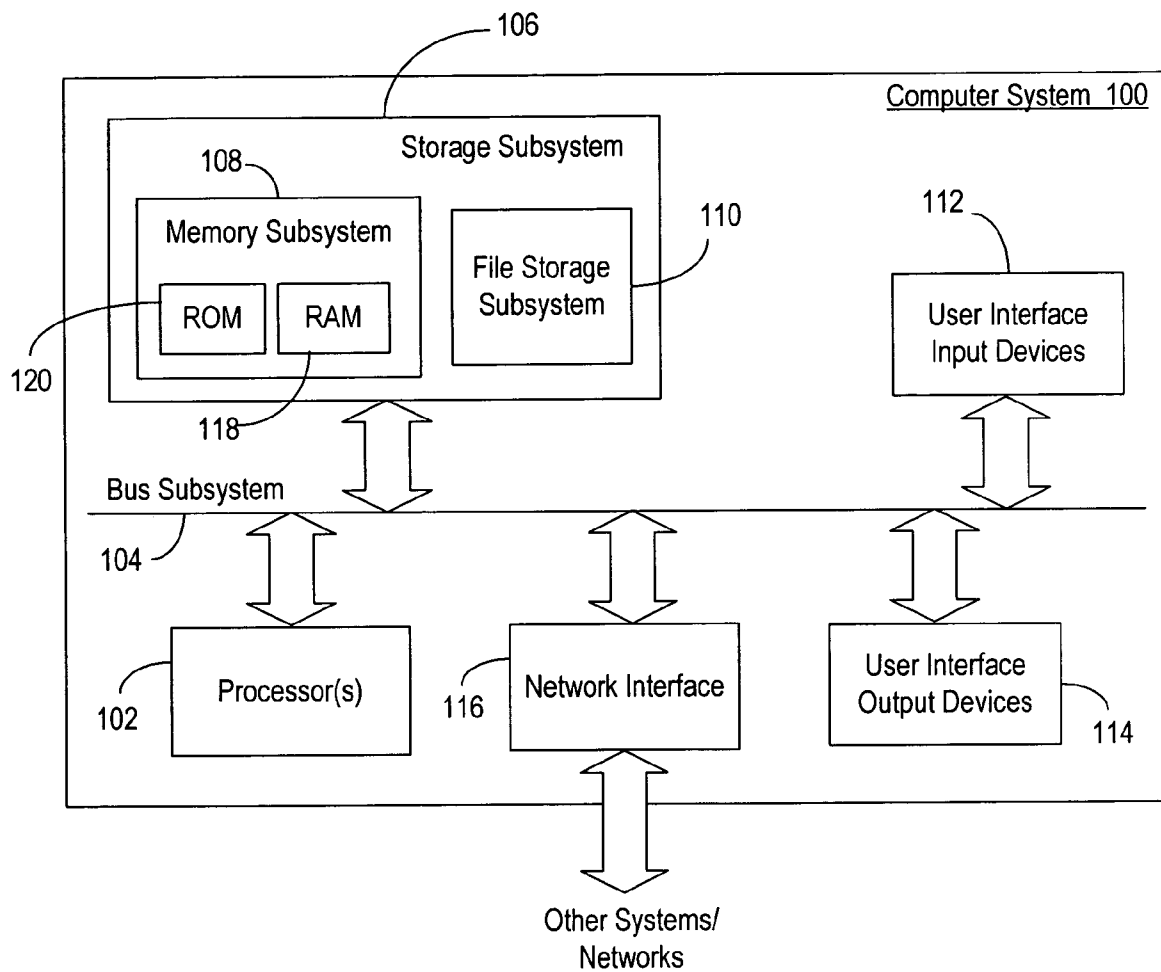 106
Computer System 100
Storage Subsystem
108
Memory Subsystem
110
112
File Storage
Subsystem
ROM
RAM
User Interface
Input Devices
120
118
Bus Subsystem
104
Processor(s)
102
Network Interface
116
User Interface
Output Devices
114
Other Systems/
Networks